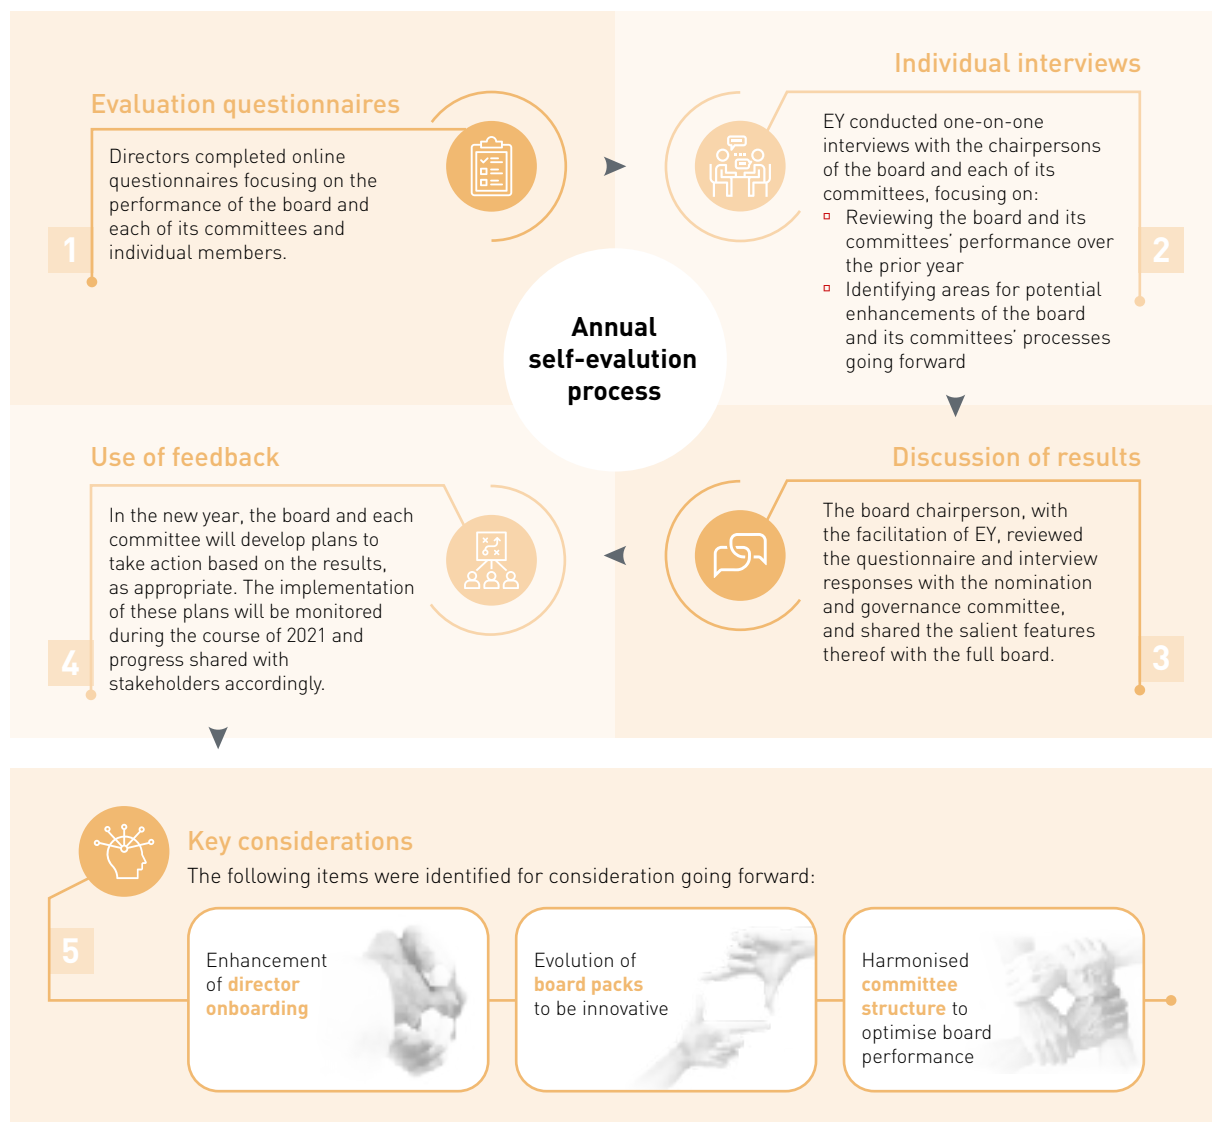 Evaluation questionnaires
Directors completed online
questionnaires focusing on the
performance of the board and
each of its committees and
individual members.
1
Individual interviews
EY conducted one-on-one
interviews with the chairpersons
of the board and each of its
committees, focusing on:
Reviewing the board and its
committees' performance over
the prior year
Identifying areas for potential
enhancements of the board
and its committees' processes
going forward
2
Annual
self-evalution
process
Discussion of results
The board chairperson, with
the facilitation of EY, reviewed
the questionnaire and interview
responses with the nomination
and governance committee,
and shared the salient features
thereof with the full board.
3
Use of feedback
In the new year, the board and each
committee will develop plans to
take action based on the results,
as appropriate. The implementation
of these plans will be monitored
during the course of 2021 and
progress shared with
stakeholders accordingly.
4
Key considerations
The following items were identified for consideration going forward:
5
Enhancement
of director
onboarding
Evolution of
board packs
to be innovative
Harmonised
committee
structure to
optimise board
performance